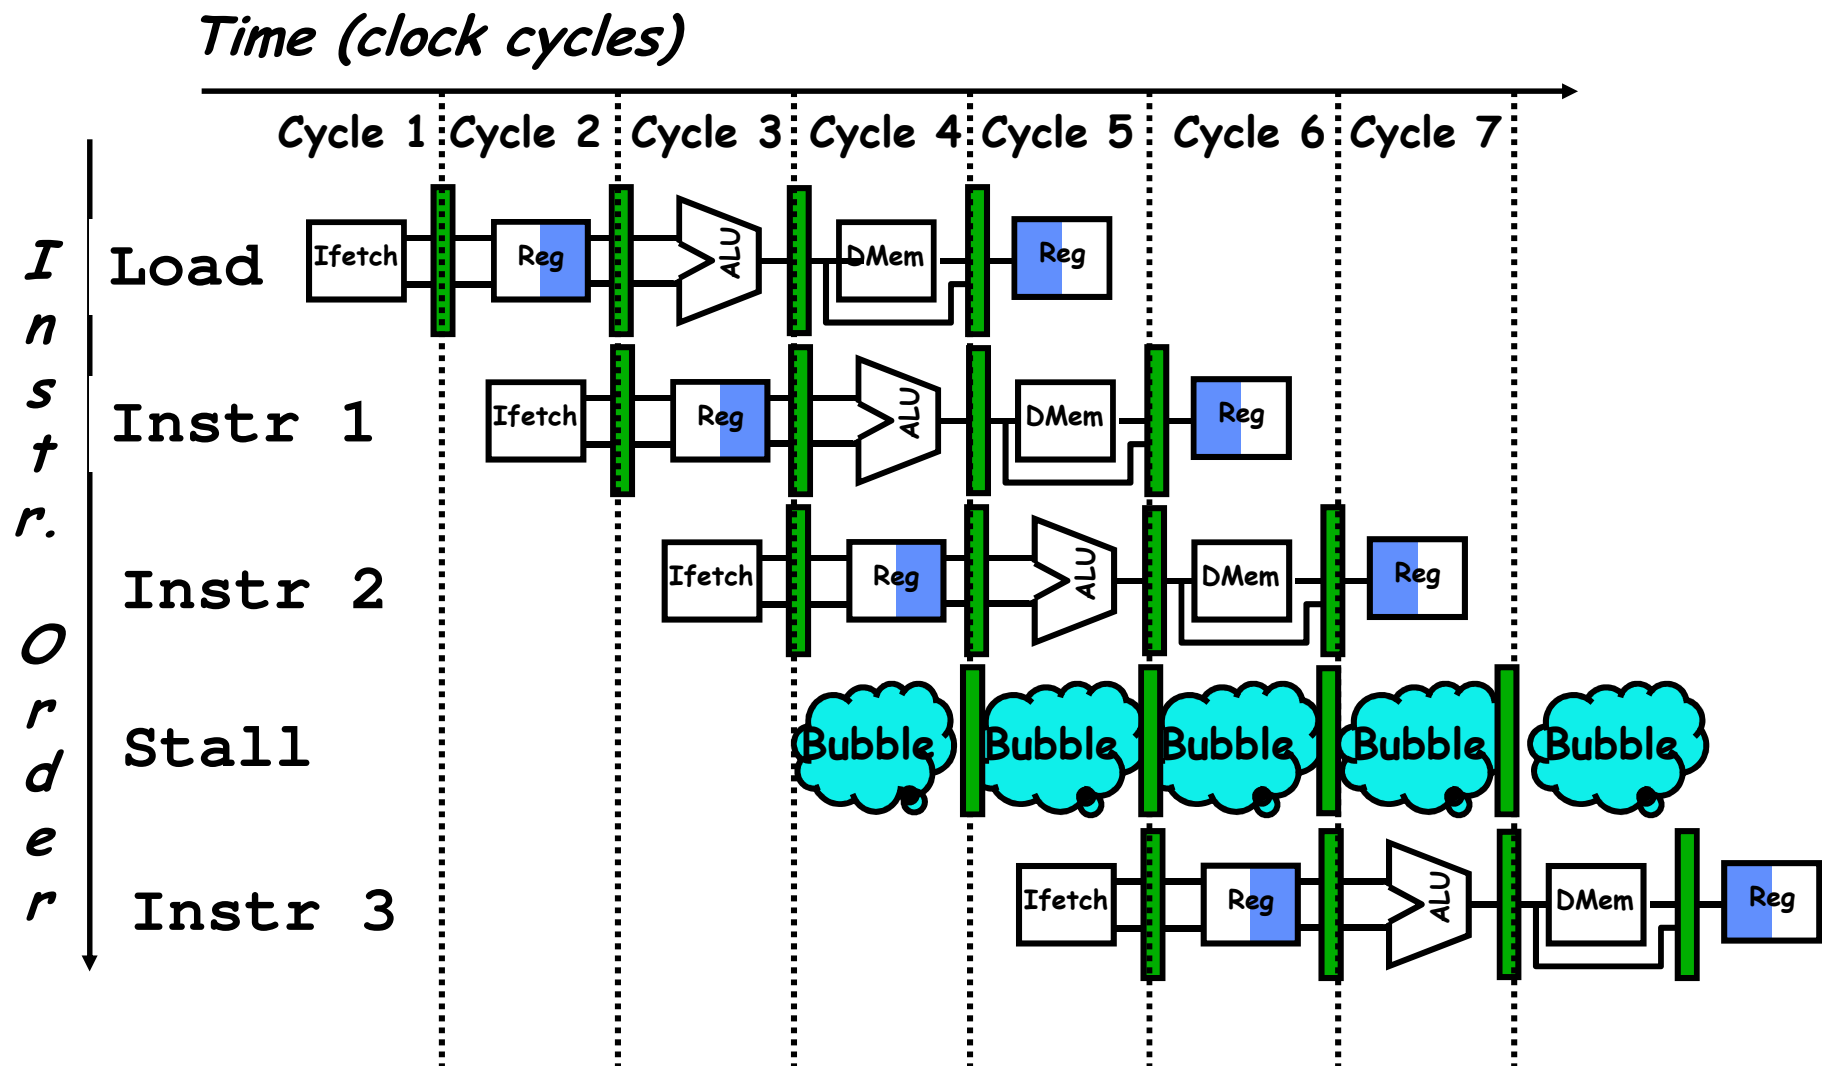 Time (clock cycles)
Cycle 1 Cycle 2 Cycle 3 Cycle 4 Cycle 5 Cycle 6 Cycle 7
Instr. Order
Load Ifetch Reg ALU DMem Reg
Instr 1 Ifetch Reg ALU DMem Reg
Instr 2 Ifetch Reg ALU DMem Reg
Stall Bubble Bubble Bubble Bubble Bubble
Instr 3 Ifetch Reg ALU DMem Reg